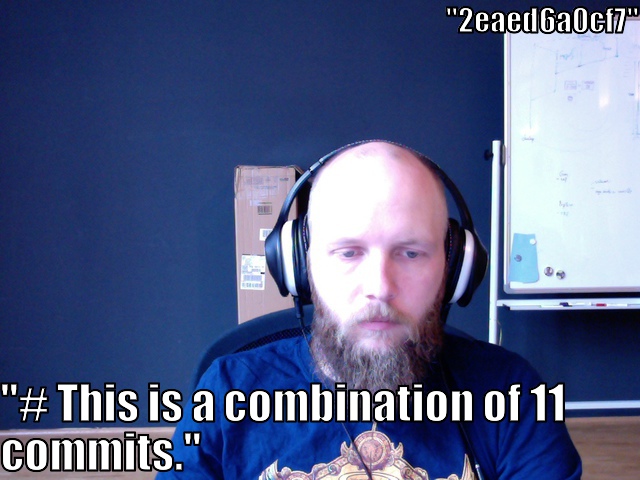 "2eaed6a0cf7"
"# This is a combination of 11
commits."